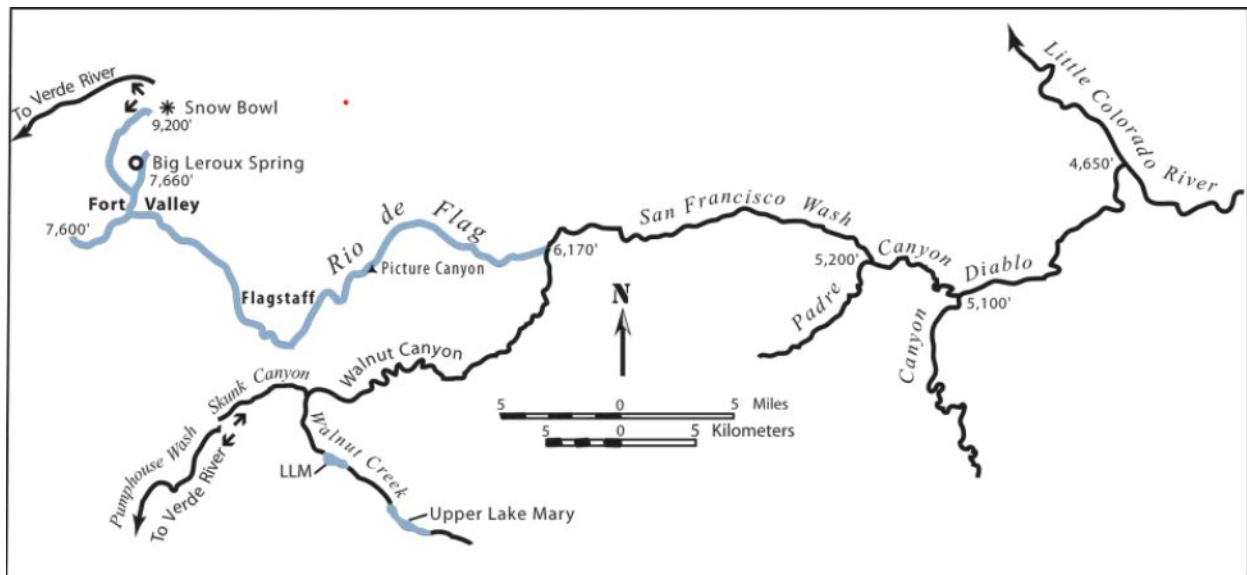 To Verde River
Snow Bowl
9,200'
Big Leroux Spring
7,660'
Fort Valley
7,600'
Rio de Flag
Picture Canyon
Flagstaff
6,170'
San Francisco Wash
5,200'
Padre Canyon
Canyon Diablo
5,100'
4,650'
Little Colorado River
N
Walnut Canyon
Skunk Canyon
Walnut Creek
Pumphouse Wash
To Verde River
LLM
Upper Lake Mary
5 0 5 Miles
5 0 5 Kilometers